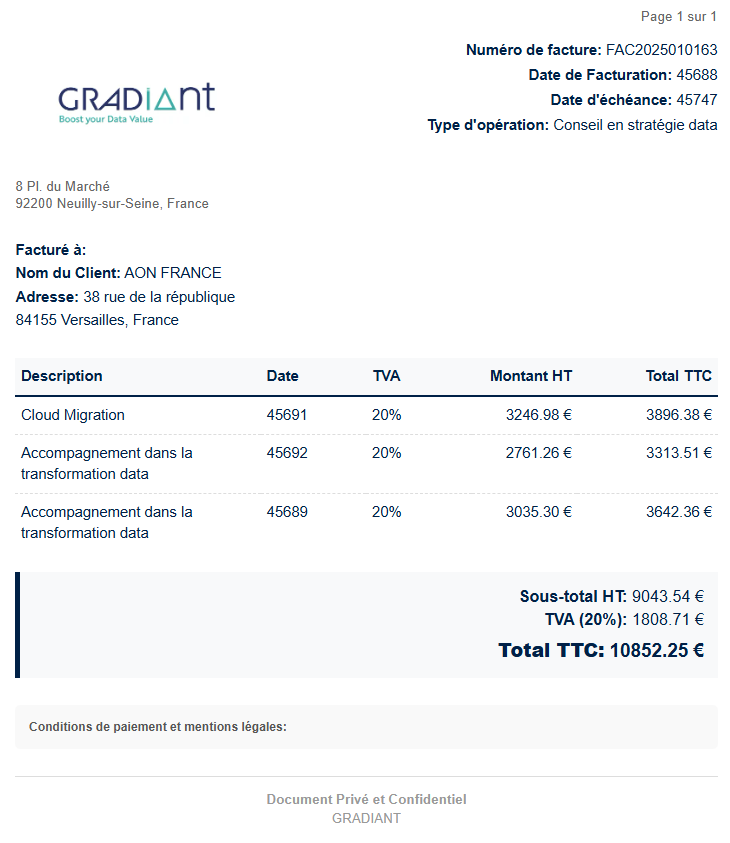 Page 1 sur 1
GRADIANT
Boost your Data Value
Numéro de facture: FAC2025010163
Date de Facturation: 45688
Date d'échéance: 45747
Type d'opération: Conseil en stratégie data
8 Pl. du Marché
92200 Neuilly-sur-Seine, France
Facturé à:
Nom du Client: AON FRANCE
Adresse: 38 rue de la république
84155 Versailles, France
Description Date TVA Montant HT Total TTC
Cloud Migration 45691 20% 3246.98 € 3896.38 €
Accompagnement dans la 45692 20% 2761.26 € 3313.51 €
transformation data
Accompagnement dans la 45689 20% 3035.30 € 3642.36 €
transformation data
Sous-total HT: 9043.54 €
TVA (20%): 1808.71 €
Total TTC: 10852.25 €
Conditions de paiement et mentions légales:
Document Privé et Confidentiel
GRADIANT